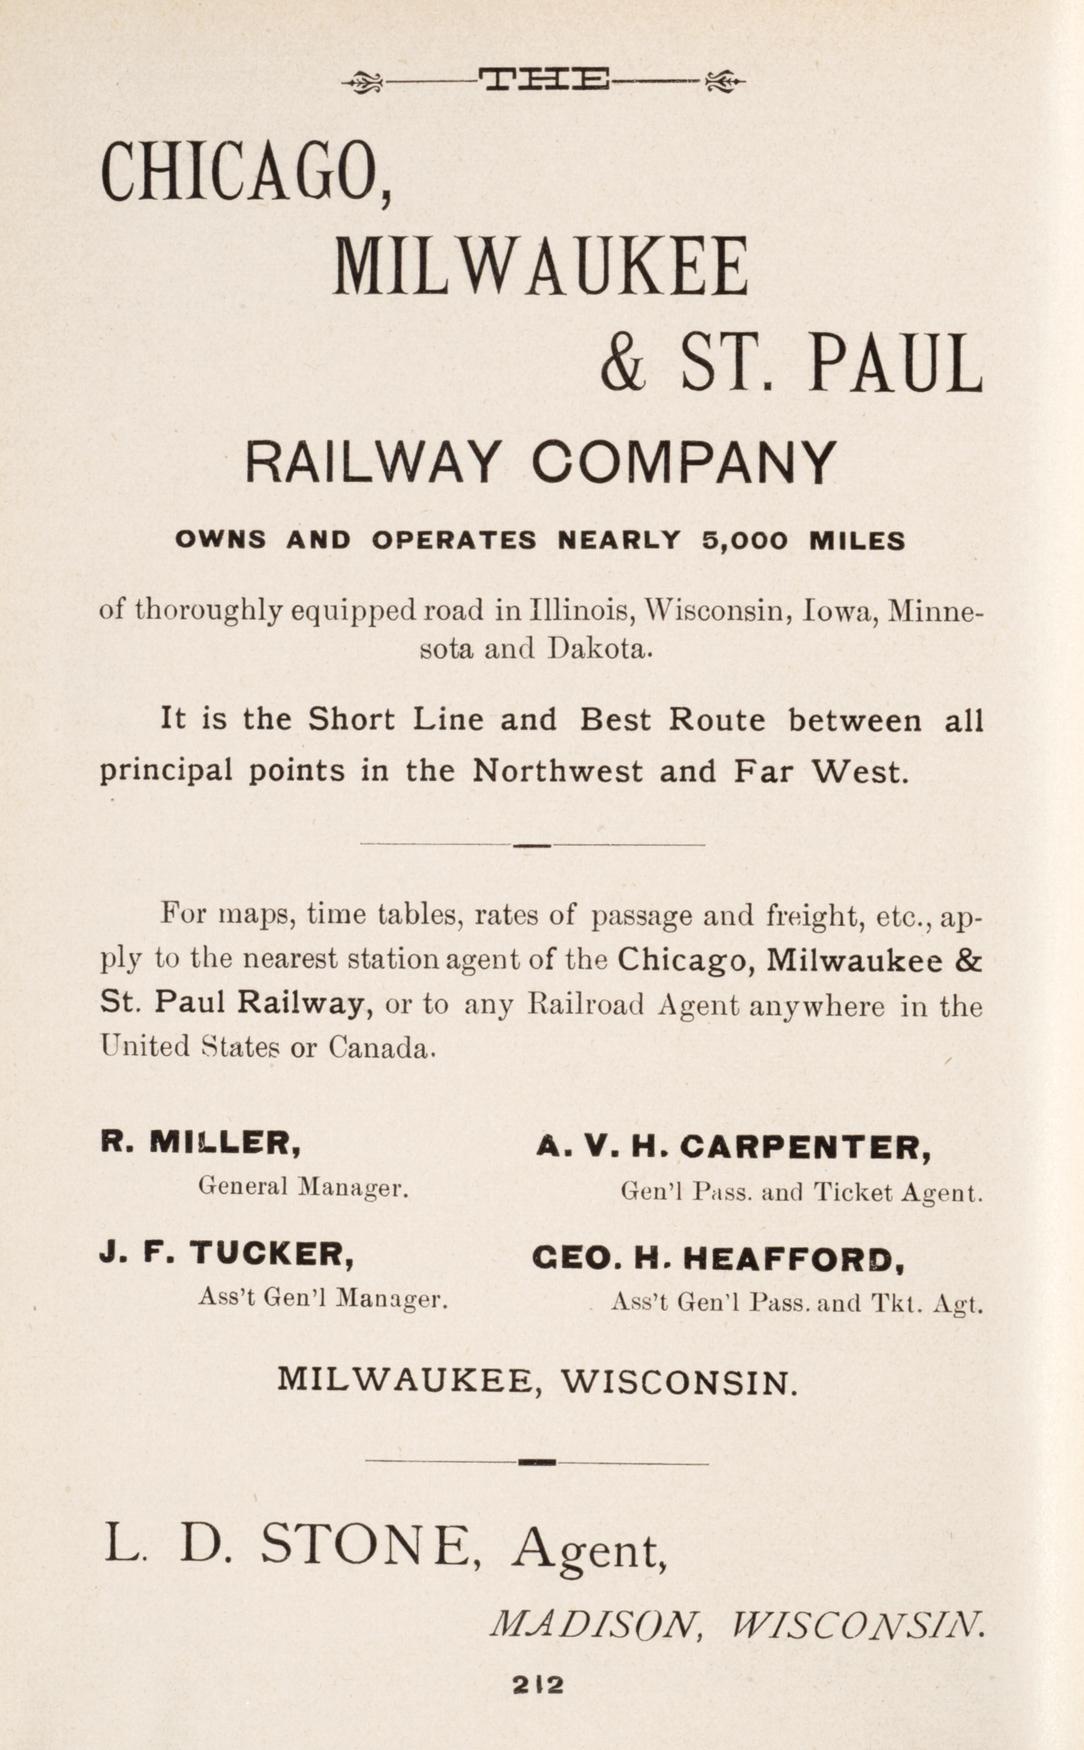 THE
CHICAGO,
MILWAUKEE
& ST. PAUL
RAILWAY COMPANY
OWNS AND OPERATES NEARLY 5,000 MILES
of thoroughly equipped road in Illinois, Wisconsin, Iowa, Minne-
sota and Dakota.
It is the Short Line and Best Route between all
principal points in the Northwest and Far West.
For maps, time tables, rates of passage and freight, etc., ap-
ply to the nearest station agent of the Chicago, Milwaukee &
St. Paul Railway, or to any Railroad Agent anywhere in the
United States or Canada.
R. MILLER,
General Manager.
A. V. H. CARPENTER,
Gen'l Pass. and Ticket Agent.
J. F. TUCKER,
Ass't Gen'l Manager.
GEO. H. HEAFFORD,
Ass't Gen'l Pass. and Tkt. Agt.
MILWAUKEE, WISCONSIN.
L. D. STONE, Agent,
MADISON, WISCONSIN.
212